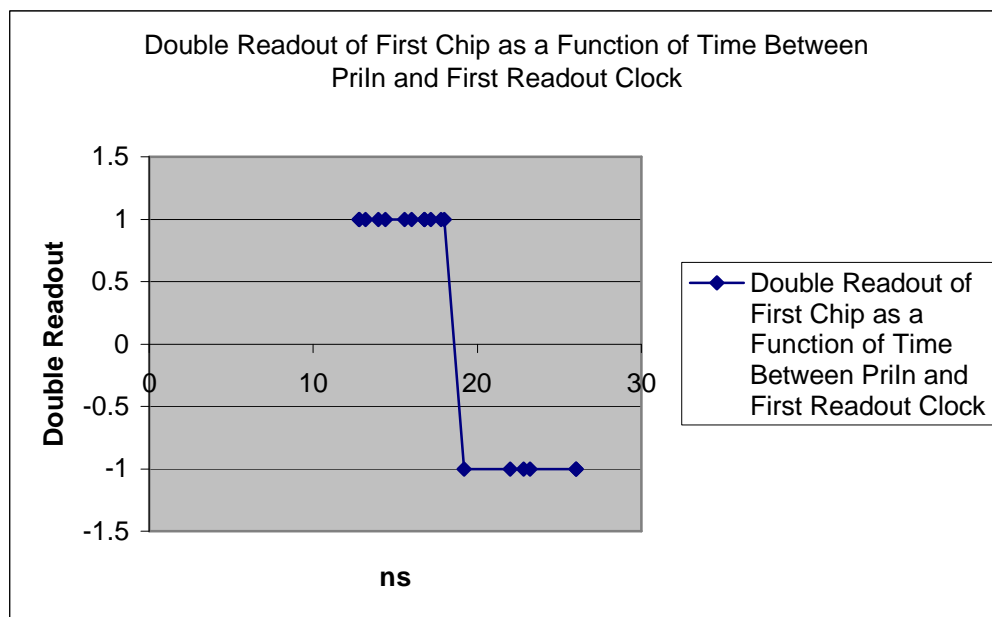 Double Readout of First Chip as a Function of Time Between
PriIn and First Readout Clock
1.5
1
0.5
0
-0.5
-1
-1.5
0
10
20
30
Double Readout
ns
Double Readout of
First Chip as a
Function of Time
Between PriIn and
First Readout Clock